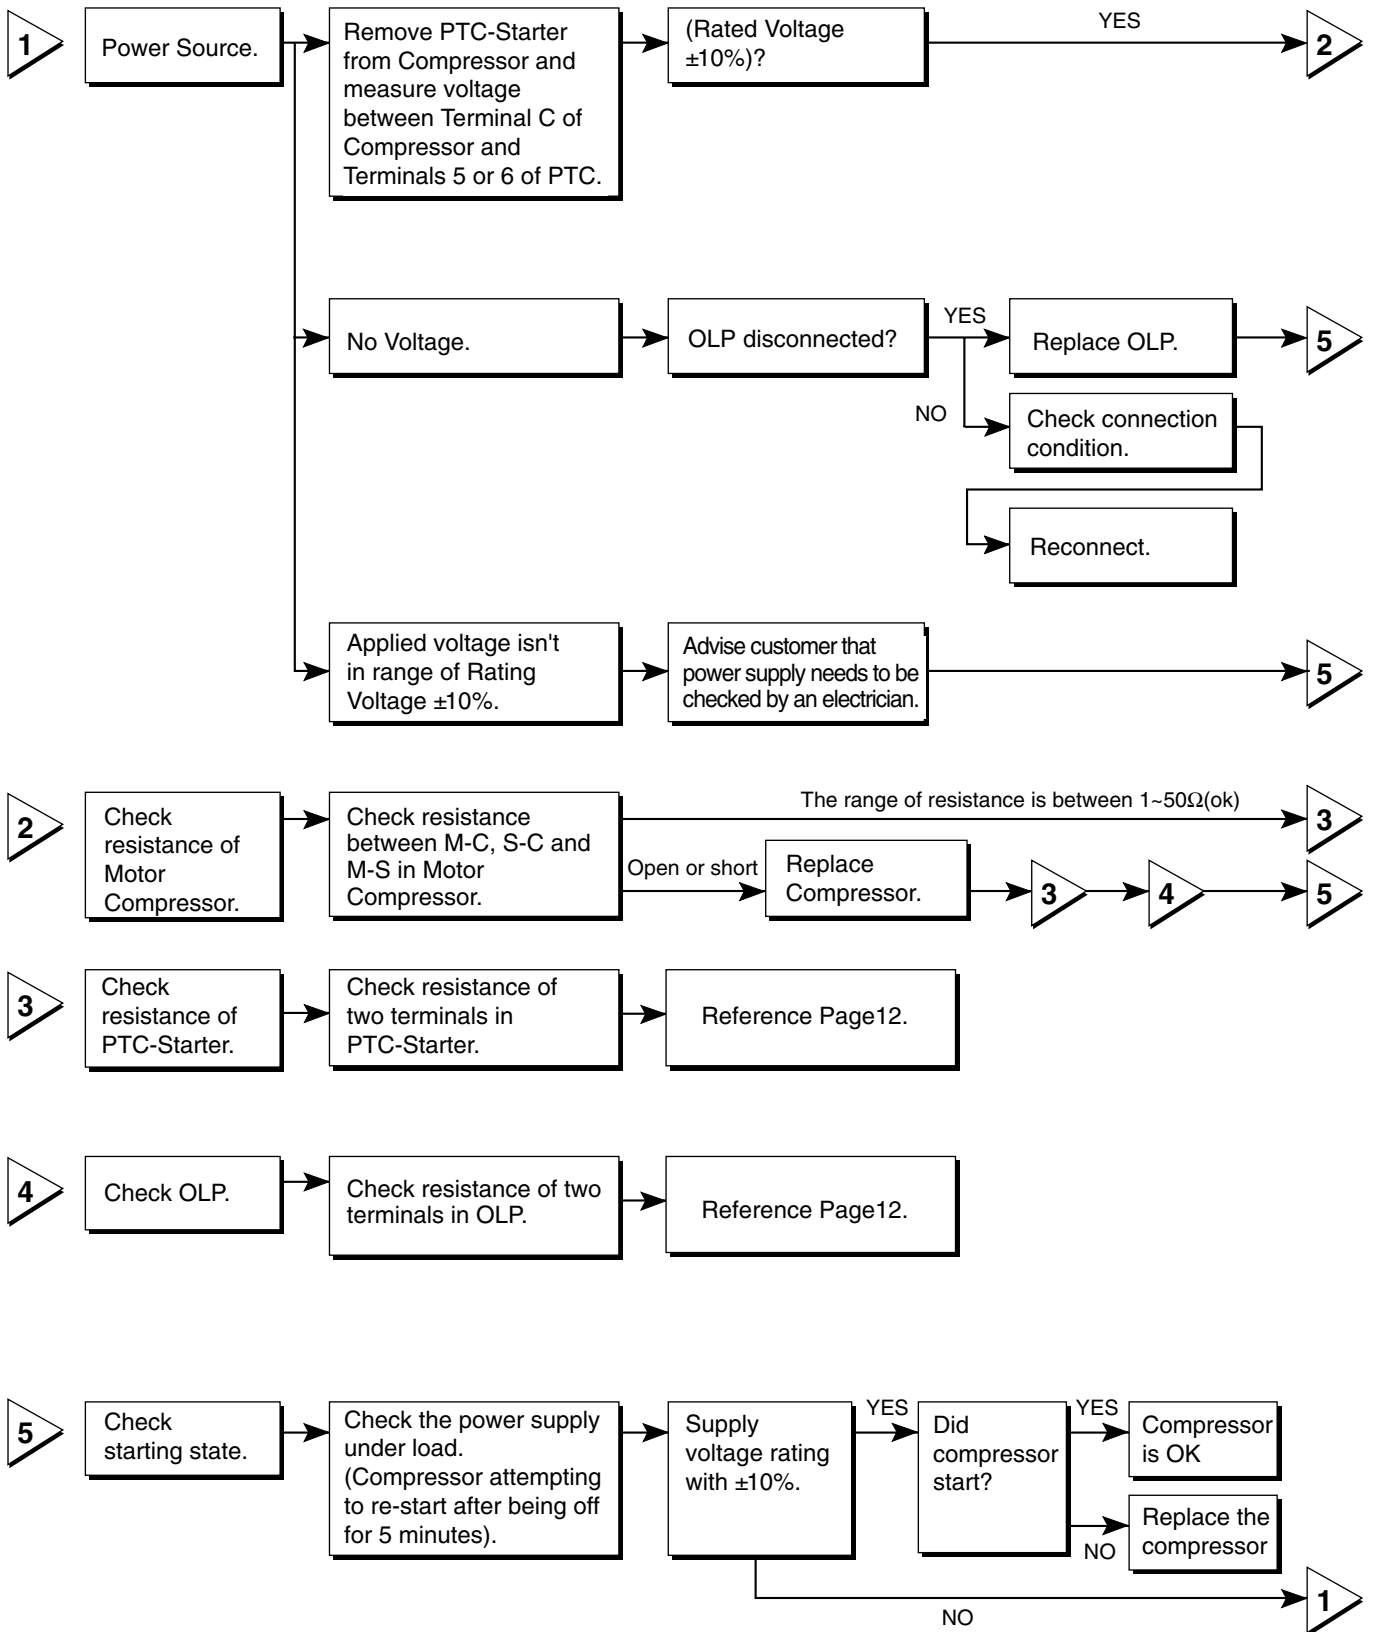 1
Power Source.
Remove PTC-Starter
from Compressor and
measure voltage
between Terminal C of
Compressor and
Terminals 5 or 6 of PTC.
(Rated Voltage
±10%)?
YES
2
No Voltage.
OLP disconnected?
YES
Replace OLP.
5
NO
Check connection
condition.
Reconnect.
Applied voltage isn't
in range of Rating
Voltage ±10%.
Advise customer that
power supply needs to be
checked by an electrician.
5
2
Check
resistance of
Motor
Compressor.
Check resistance
between M-C, S-C and
M-S in Motor
Compressor.
The range of resistance is between 1~50Ω(ok)
3
Open or short
Replace
Compressor.
3
4
5
3
Check
resistance of
PTC-Starter.
Check resistance of
two terminals in
PTC-Starter.
Reference Page12.
4
Check OLP.
Check resistance of two
terminals in OLP.
Reference Page12.
5
Check
starting state.
Check the power supply
under load.
(Compressor attempting
to re-start after being off
for 5 minutes).
Supply
voltage rating
with ±10%.
YES
Did
compressor
start?
YES
Compressor
is OK
NO
Replace the
compressor
NO
1